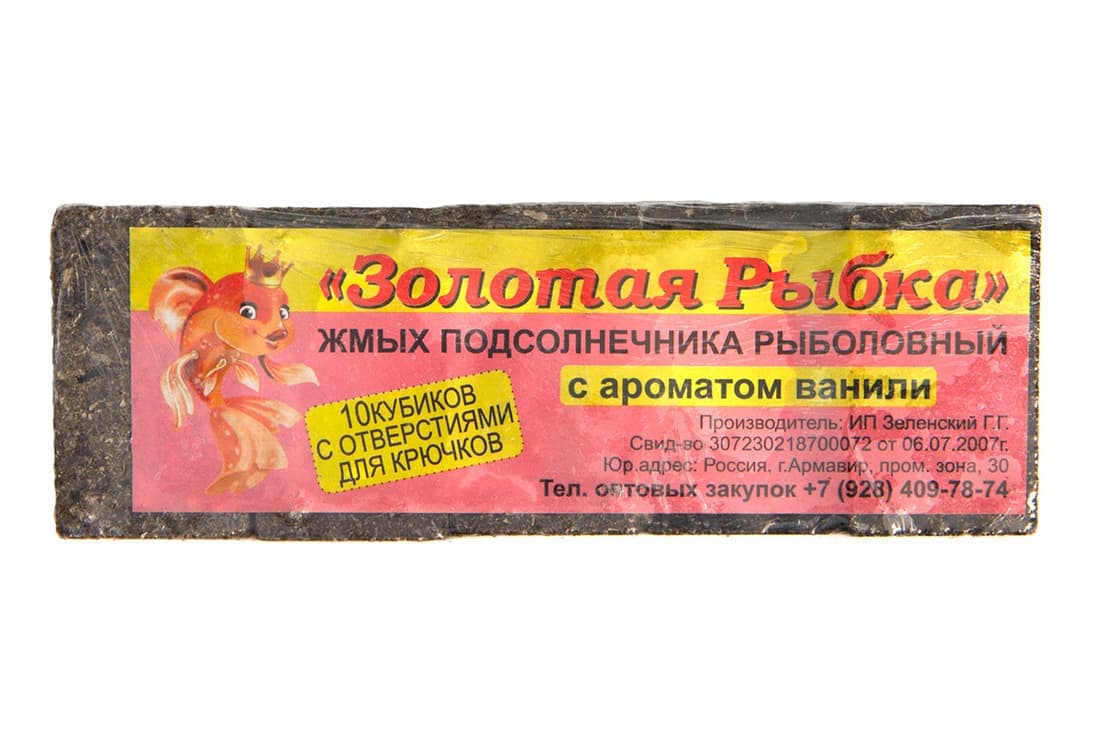 «Золотая Рыбка»
ЖМЫХ ПОДСОЛНЕЧНИКА РЫБОЛОВНЫЙ
с ароматом ванили
10КУБИКОВ
С ОТВЕРСТИЯМИ
ДЛЯ КРЮЧКОВ
Производитель: ИП Зеленский Г.Г.
Свид-во 307230218700072 от 06.07.2007г.
Юр.адрес: Россия, г.Армавир, пром. зона, 30
Тел. оптовых закупок +7 (928) 409-78-74